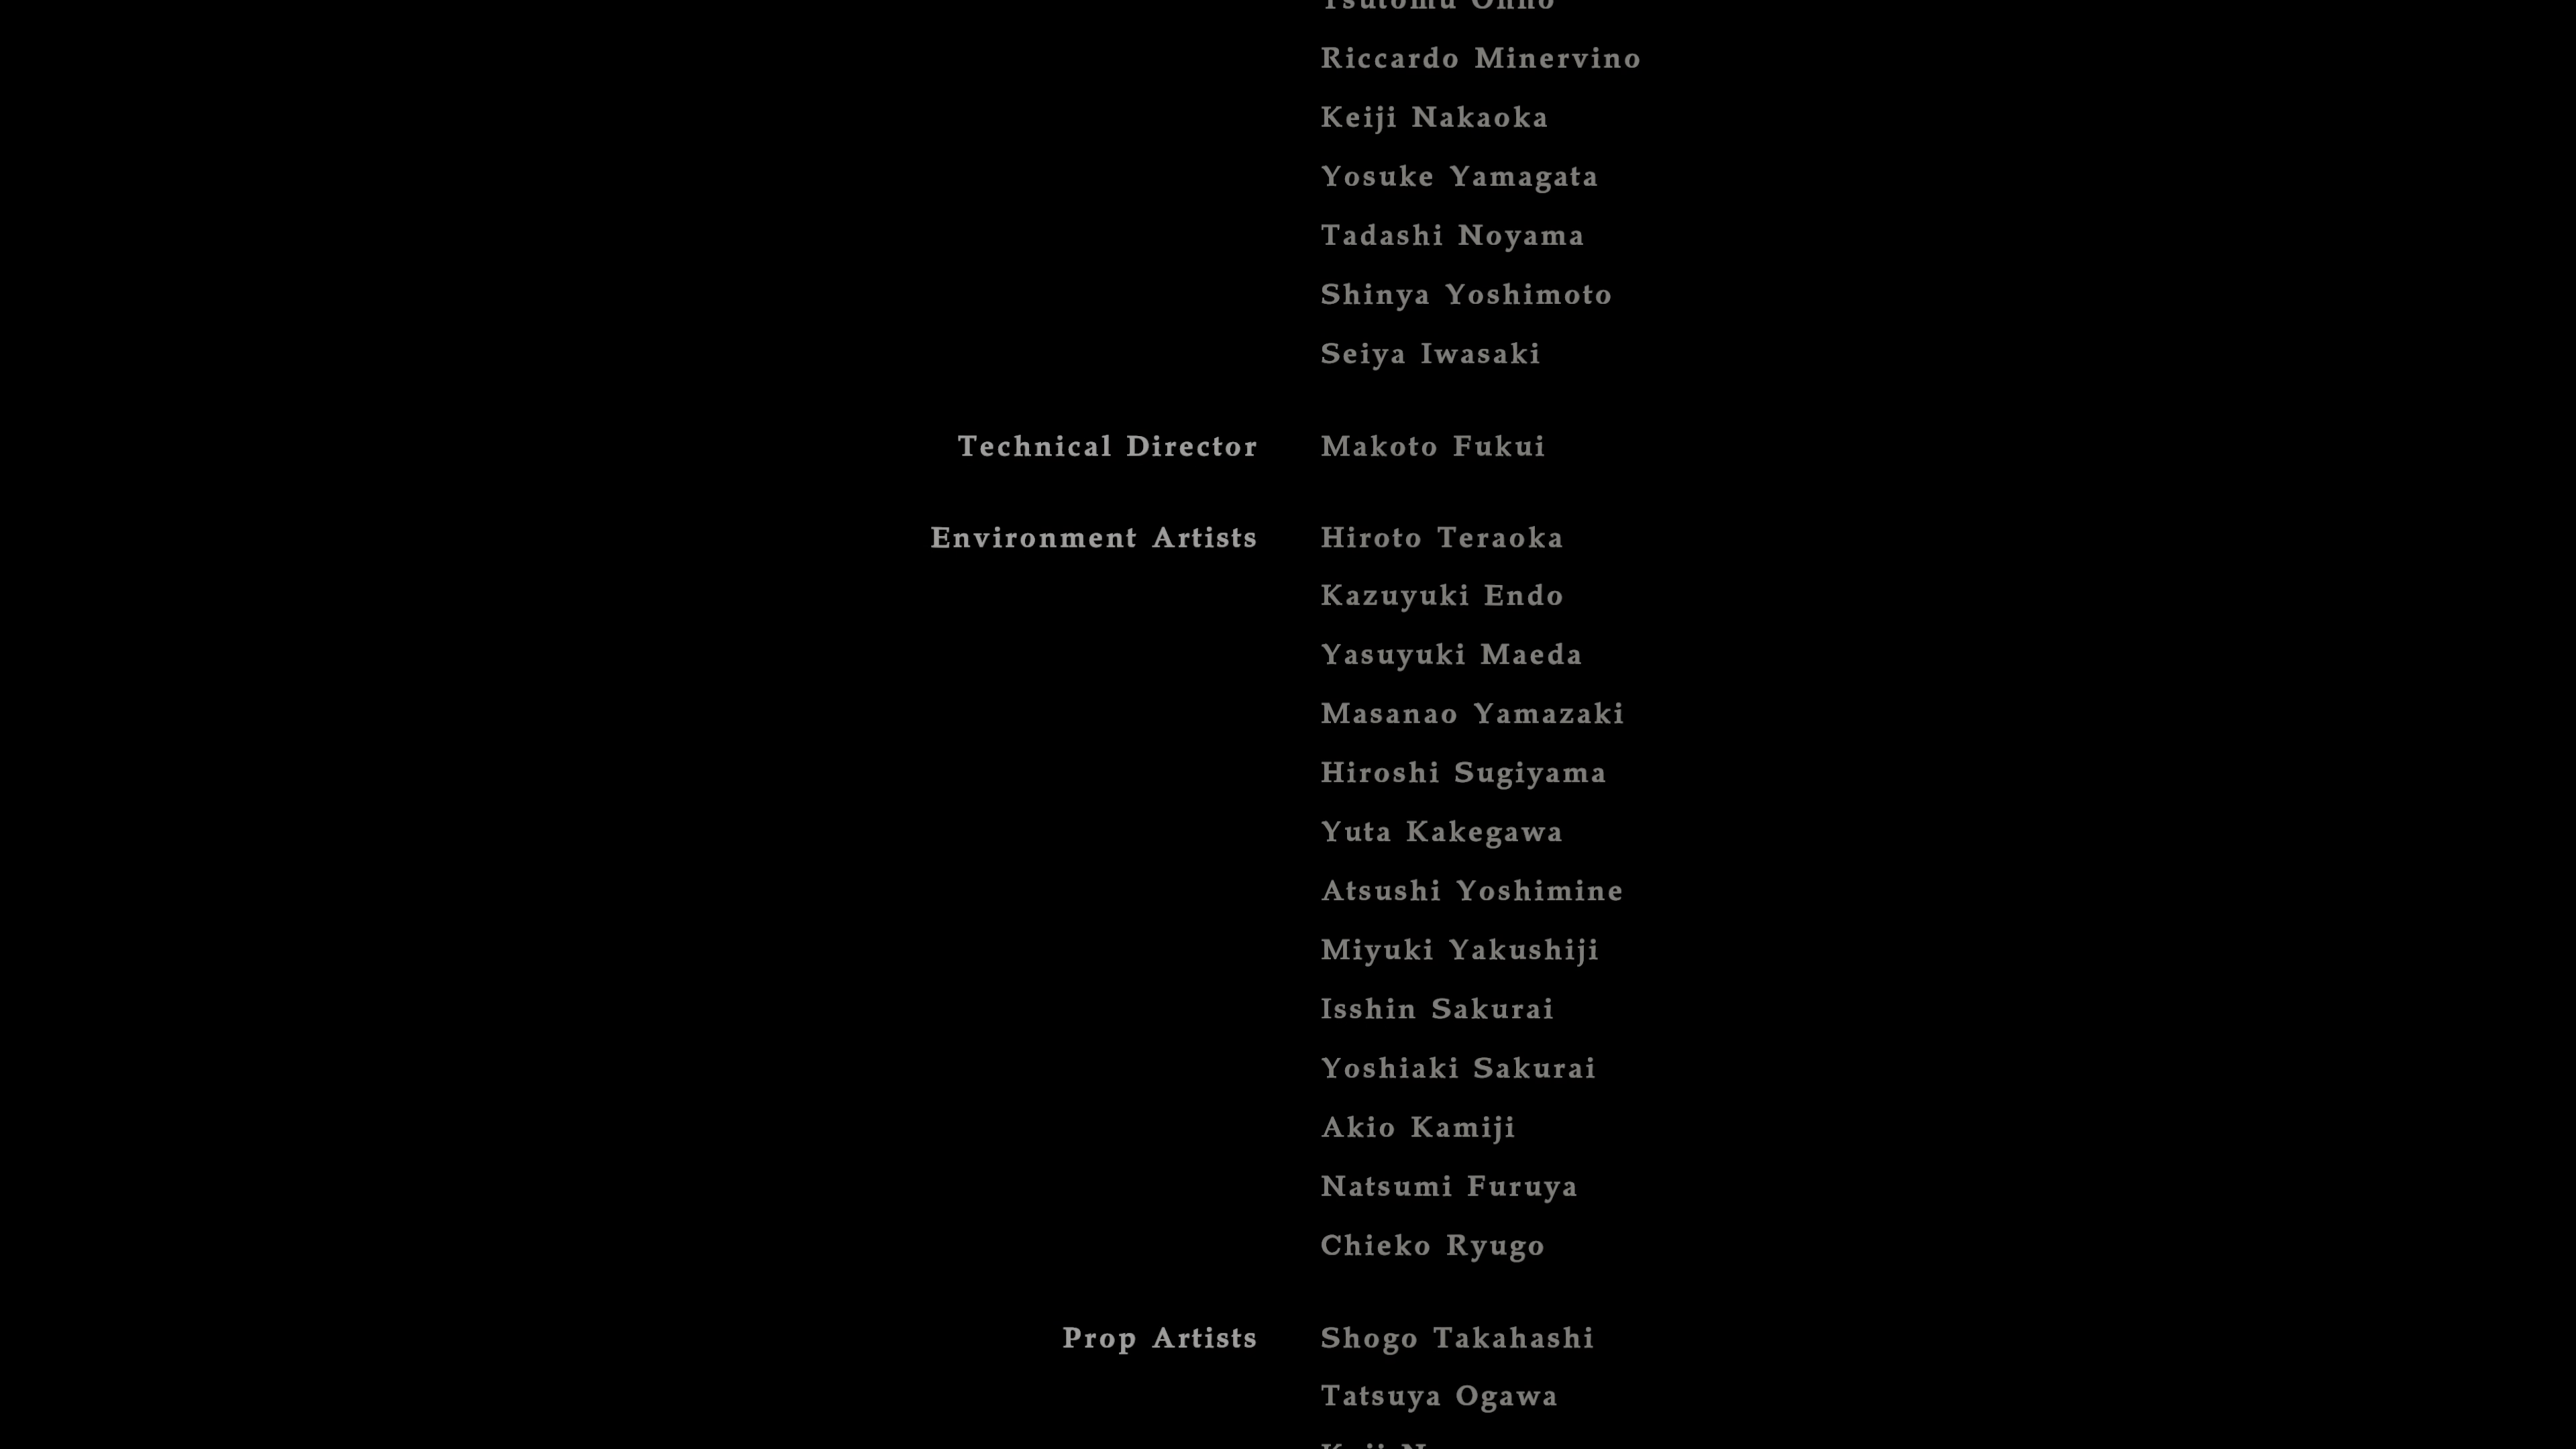 Tsutomu Ohno
Riccardo Minervino
Keiji Nakaoka
Yosuke Yamagata
Tadashi Noyama
Shinya Yoshimoto
Seiya Iwasaki
Technical Director Makoto Fukui
Environment Artists Hiroto Teraoka
Kazuyuki Endo
Yasuyuki Maeda
Masanao Yamazaki
Hiroshi Sugiyama
Yuta Kakegawa
Atsushi Yoshimine
Miyuki Yakushiji
Isshin Sakurai
Yoshiaki Sakurai
Akio Kamiji
Natsumi Furuya
Chieko Ryugo
Prop Artists Shogo Takahashi
Tatsuya Ogawa